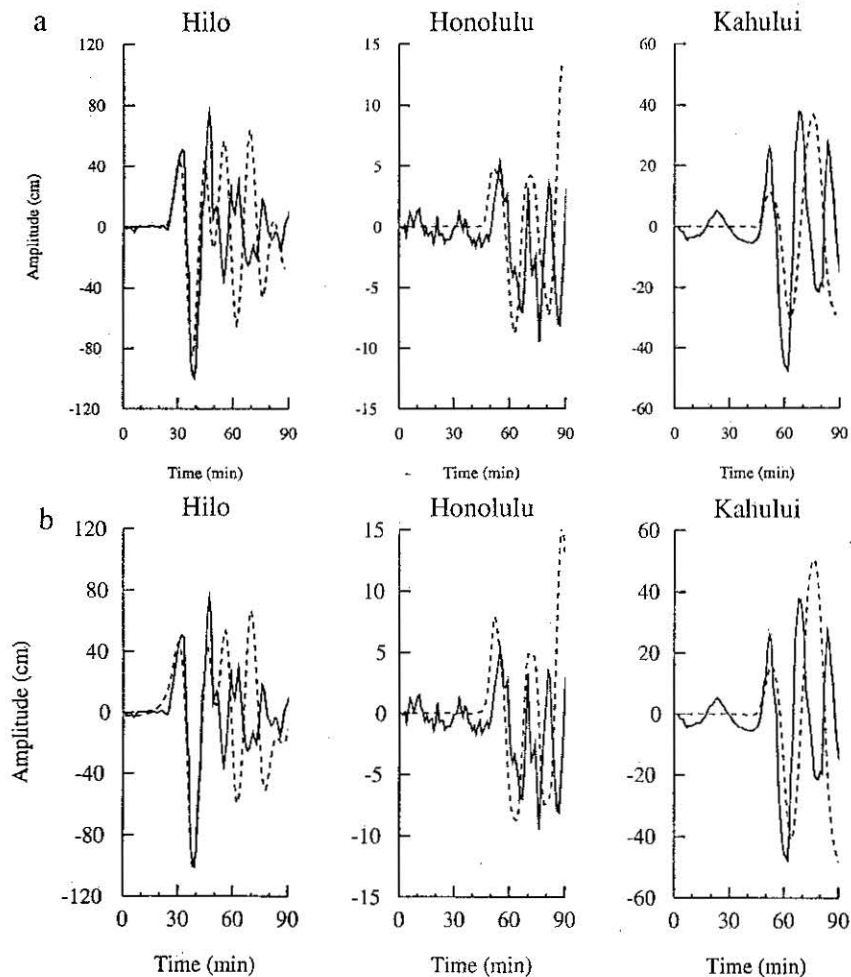 a
Hilo Honolulu Kahului
120 15 60
80 10 40
40 5 20
0 0 0
-40 -5 -20
-80 -10 -40
-120 -15 -60
Amplitude (cm)
0 30 60 90 0 30 60 90 0 30 60 90
Time (min) Time (min) Time (min)
b
Hilo Honolulu Kahului
120 15 60
80 10 40
40 5 20
0 0 0
-40 -5 -20
-80 -10 -40
-120 -15 -60
Amplitude (cm)
0 30 60 90 0 30 60 90 0 30 60 90
Time (min) Time (min) Time (min)